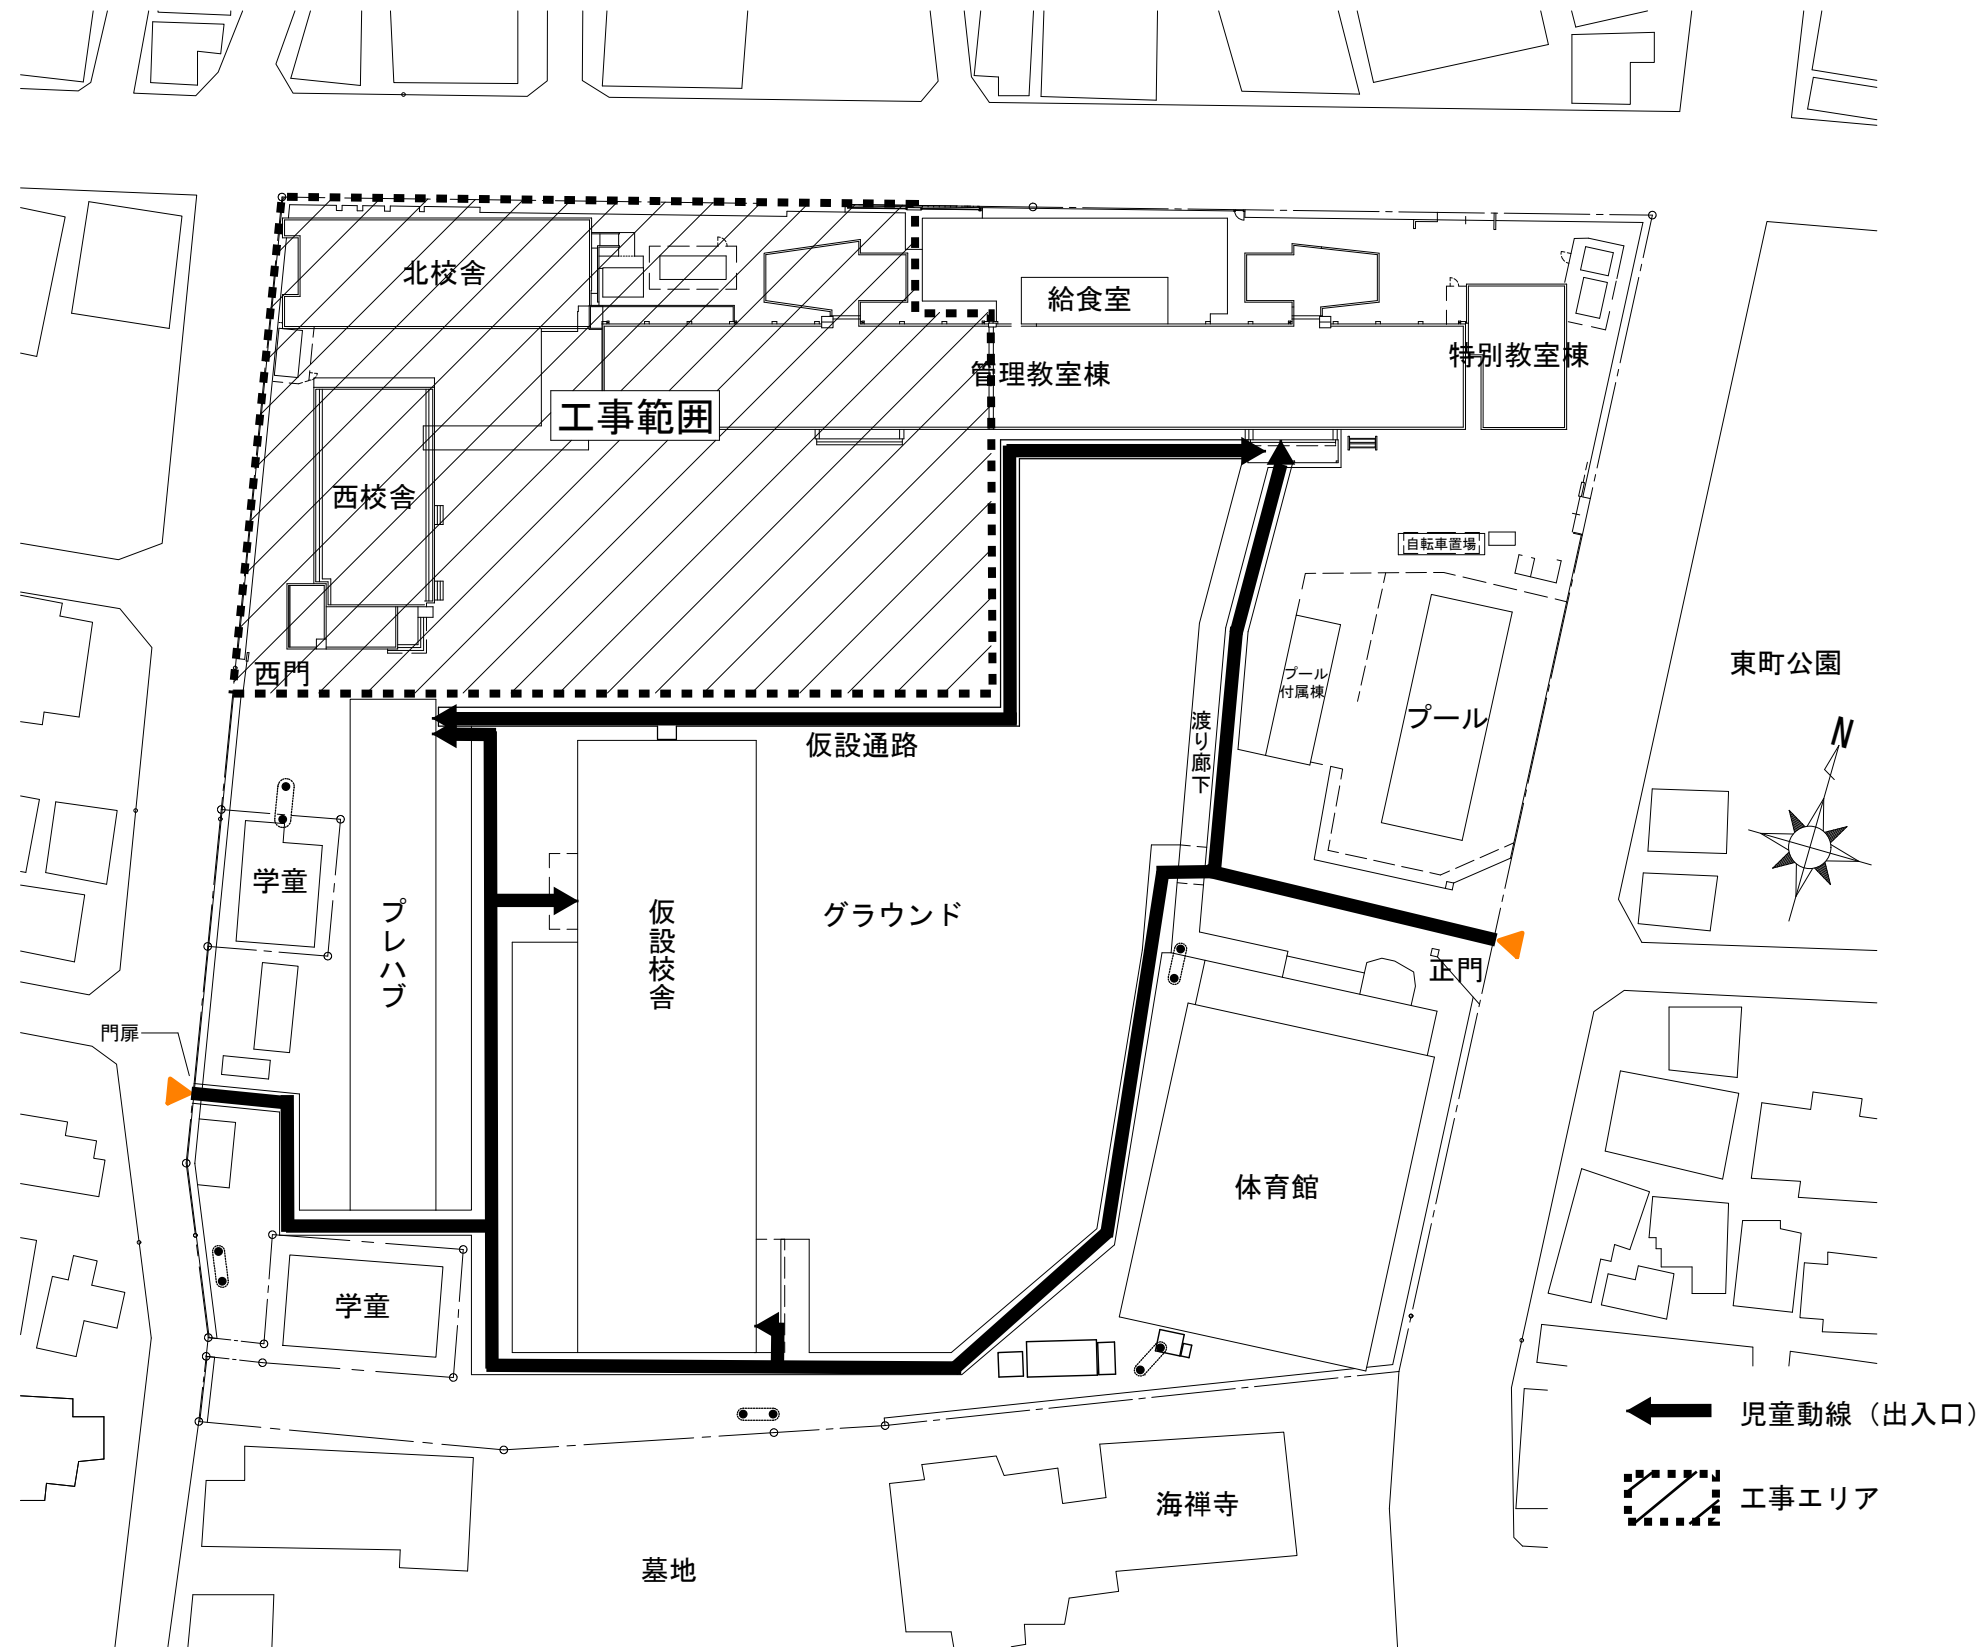 北校舎
給食室
特別教室棟
管理教室棟
工事範囲
西校舎
自転車置場
西門
プール
付属棟
プール
東町公園
渡り廊下
仮設通路
N
学童
プレハブ
仮設校舎
グラウンド
正門
門扉
体育館
学童
児童動線（出入口）
工事エリア
海禅寺
墓地